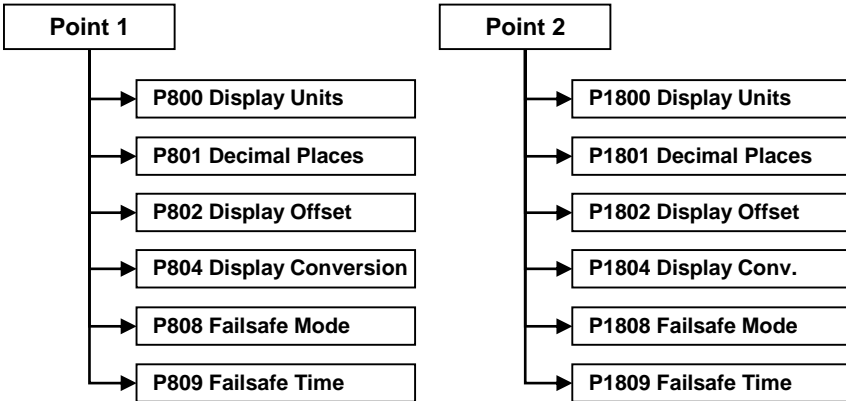 Point 1
P800 Display Units
P801 Decimal Places
P802 Display Offset
P804 Display Conversion
P808 Failsafe Mode
P809 Failsafe Time
Point 2
P1800 Display Units
P1801 Decimal Places
P1802 Display Offset
P1804 Display Conv.
P1808 Failsafe Mode
P1809 Failsafe Time